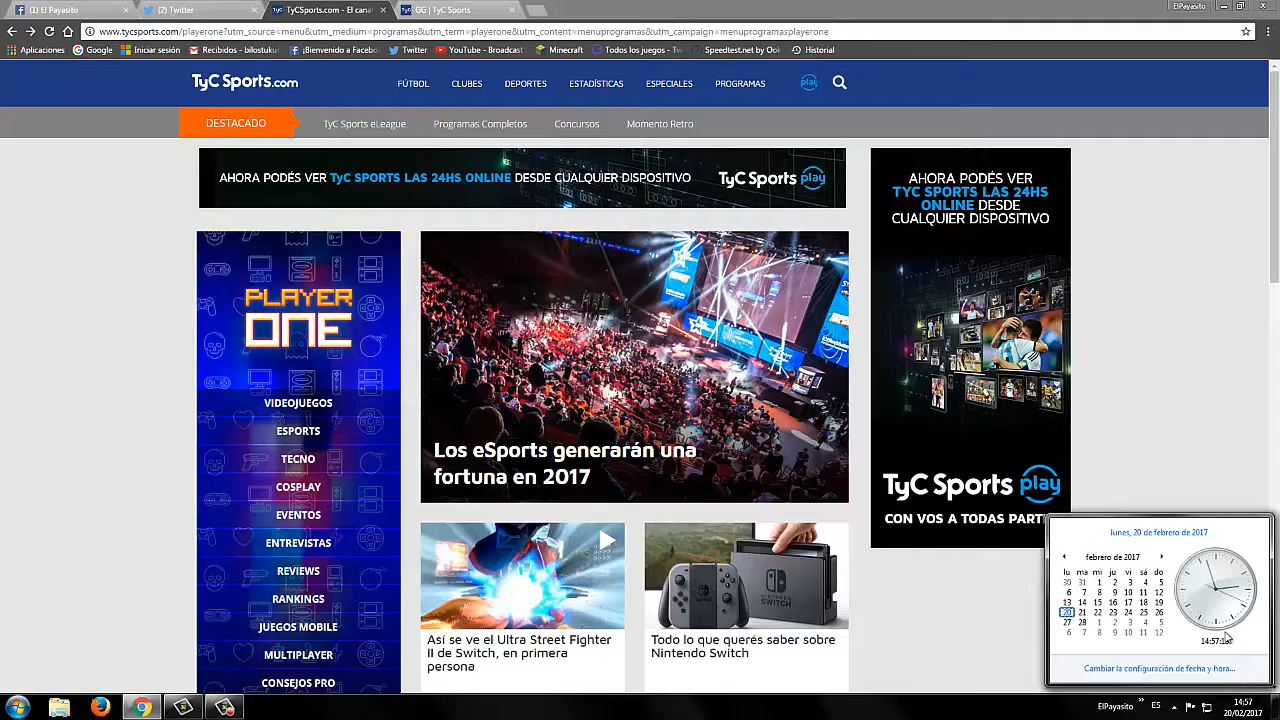 (1) El Payasito
(2) Twitter
TyCSports.com - El canal
GG | TyC Sports
ElPayasito
www.tycsports.com/playerone?utm_source=menu&utm_medium=programas&utm_term=playerone&utm_content=menuprogramas&utm_campaign=menuprogramasplayerone
Aplicaciones
Google
Iniciar sesión
Recibidos - bilostukui
¡Bienvenido a Facebo
Twitter
YouTube - Broadcast
Minecraft
Todos los juegos - Tw
Speedtest.net by Ook
Historial
TyC Sports.com
FÚTBOL
CLUBES
DEPORTES
ESTADÍSTICAS
ESPECIALES
PROGRAMAS
play
DESTACADO
TyC Sports eLeague
Programas Completos
Concursos
Momento Retro
AHORA PODÉS VER TyC SPORTS LAS 24HS ONLINE DESDE CUALQUIER DISPOSITIVO
TyC Sports play
AHORA PODÉS VER
TYC SPORTS LAS 24HS
ONLINE DESDE
CUALQUIER DISPOSITIVO
PLAYER
ONE
VIDEOJUEGOS
ESPORTS
TECNO
COSPLAY
EVENTOS
ENTREVISTAS
REVIEWS
RANKINGS
JUEGOS MOBILE
MULTIPLAYER
CONSEJOS PRO
Los eSports generarán una
fortuna en 2017
Así se ve el Ultra Street Fighter
II de Switch, en primera
persona
NINTENDO
SWITCH
Todo lo que querés saber sobre
Nintendo Switch
TyC Sports play
CON VOS A TODAS PART
lunes, 20 de febrero de 2017
febrero de 2017
lu ma mi ju vi sá do
30 31 1 2 3 4 5
6 7 8 9 10 11 12
13 14 15 16 17 18 19
20 21 22 23 24 25 26
27 28 1 2 3 4 5
6 7 8 9 10 11 12
Cambiar la configuración de fecha y hora...
ElPayasito
ES
14:57
20/02/2017